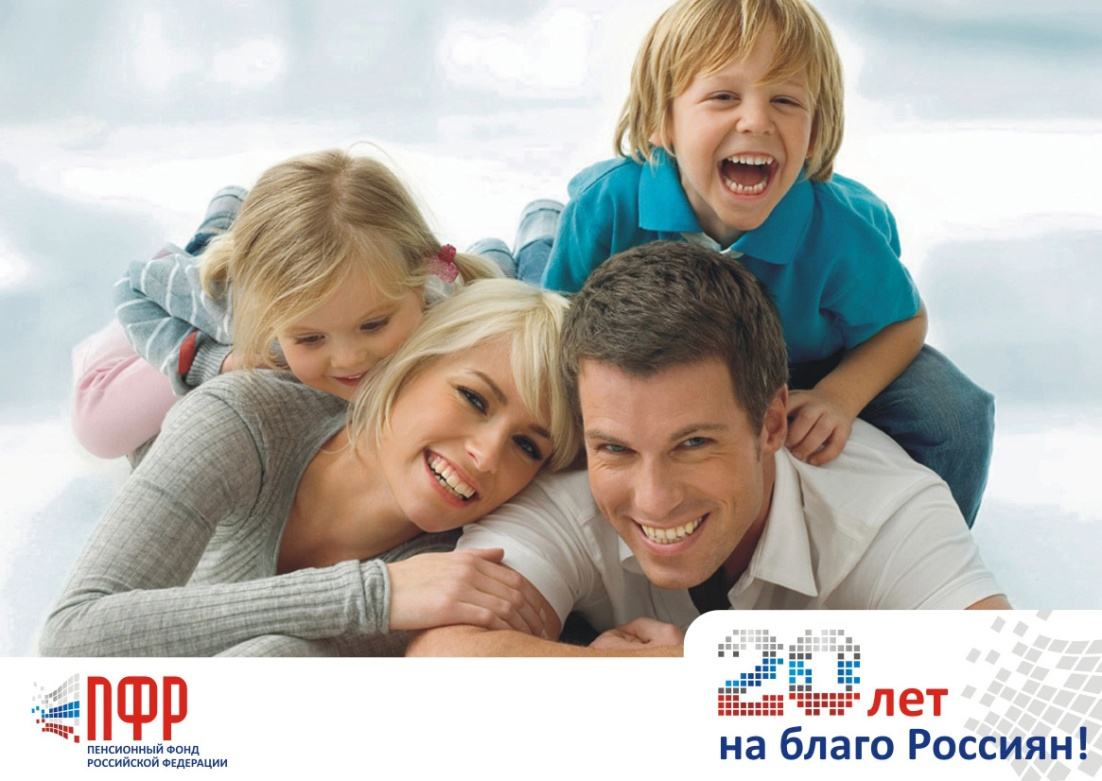 ПФР
ПЕНСИОННЫЙ ФОНД
РОССИЙСКОЙ ФЕДЕРАЦИИ
20 лет
на благо Россиян!